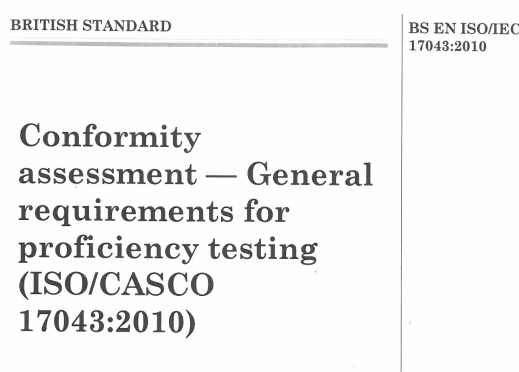 BRITISH STANDARD
BS EN ISO/IEC
17043:2010
Conformity
assessment — General
requirements for
proficiency testing
(ISO/CASCO
17043:2010)